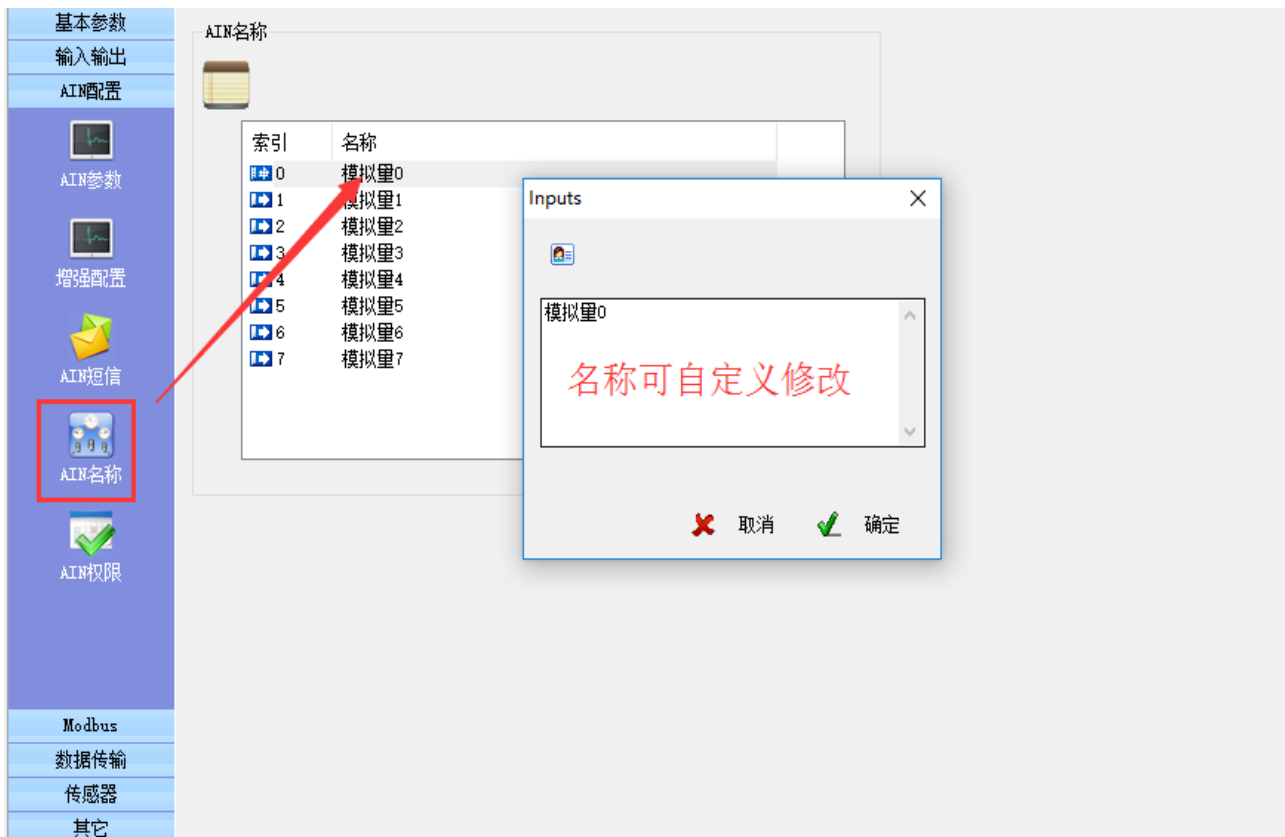 基本参数
输入输出
AIN配置
AIN参数
增强配置
AIN短信
AIN名称
AIN权限
Modbus
数据传输
传感器
其它
AIN名称
索引 名称
0 模拟量0
1 模拟量1
2 模拟量2
3 模拟量3
4 模拟量4
5 模拟量5
6 模拟量6
7 模拟量7
Inputs
模拟量0
名称可自定义修改
取消 确定